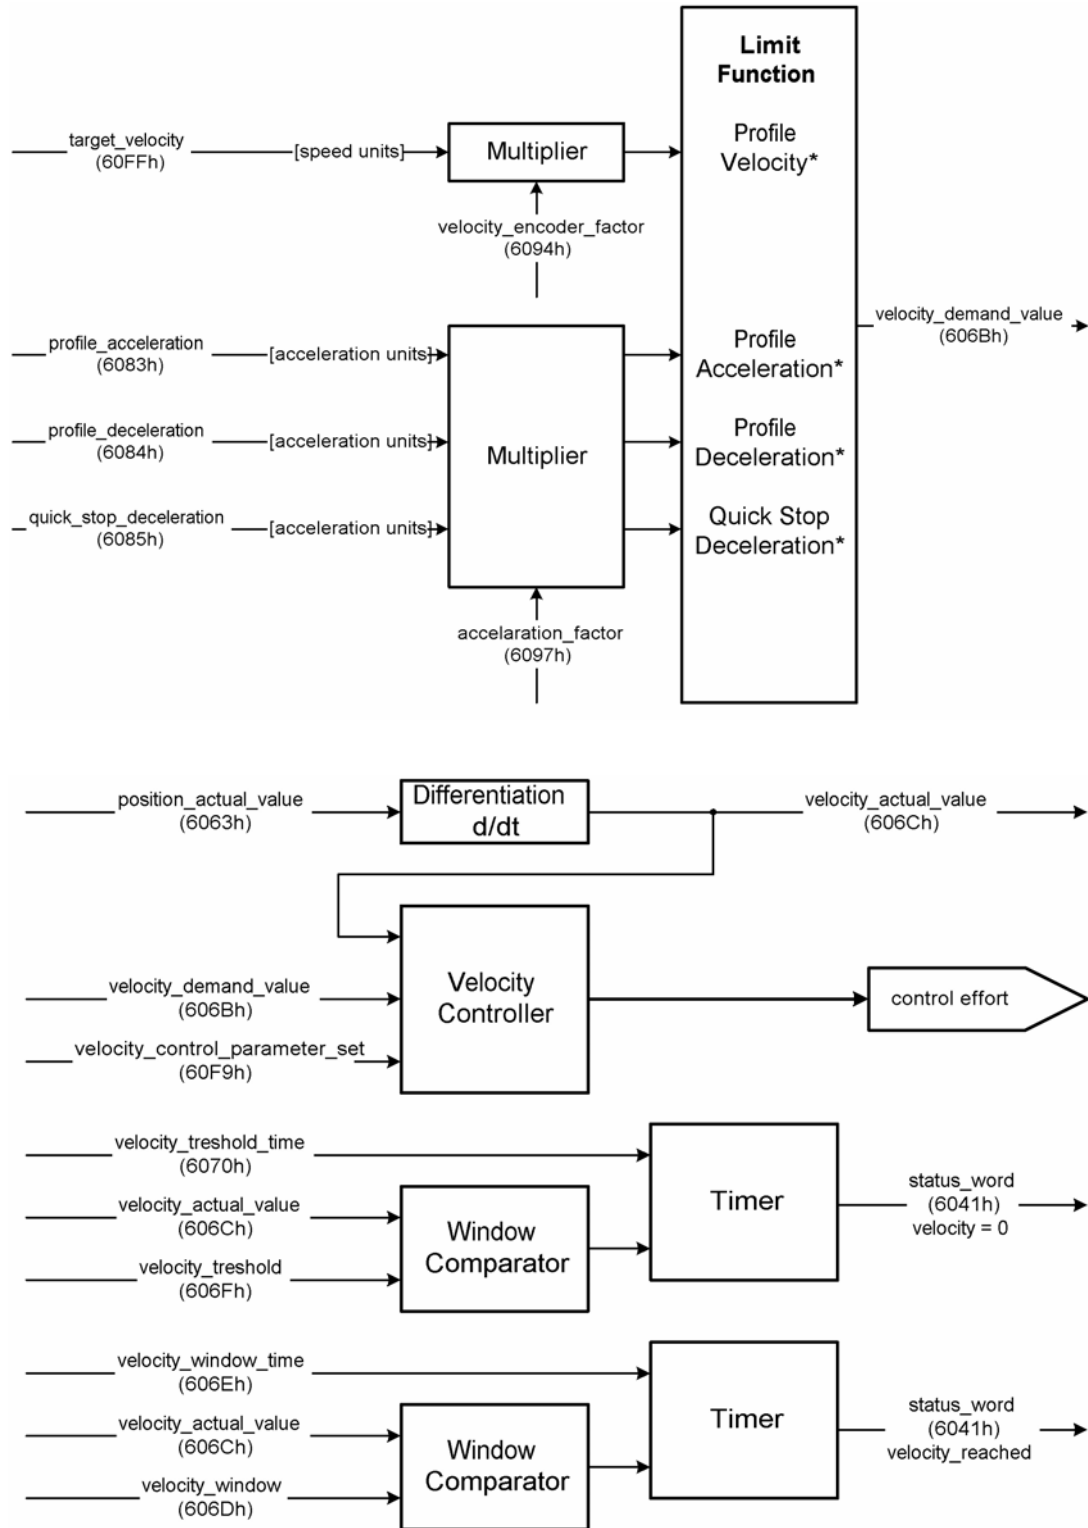 Limit
Function
target_velocity
(60FFh)
[speed units]
Multiplier
Profile
Velocity*
velocity_encoder_factor
(6094h)
velocity_demand_value
(606Bh)
profile_acceleration
(6083h)
[acceleration units]
Profile
Acceleration*
profile_deceleration
(6084h)
[acceleration units]
Multiplier
Profile
Deceleration*
quick_stop_deceleration
(6085h)
[acceleration units]
Quick Stop
Deceleration*
accelaration_factor
(6097h)
position_actual_value
(6063h)
Differentiation
d/dt
velocity_actual_value
(606Ch)
velocity_demand_value
(606Bh)
Velocity
Controller
control effort
velocity_control_parameter_set
(60F9h)
velocity_treshold_time
(6070h)
velocity_actual_value
(606Ch)
Window
Comparator
Timer
status_word
(6041h)
velocity = 0
velocity_treshold
(606Fh)
velocity_window_time
(606Eh)
velocity_actual_value
(606Ch)
Window
Comparator
Timer
status_word
(6041h)
velocity_reached
velocity_window
(606Dh)